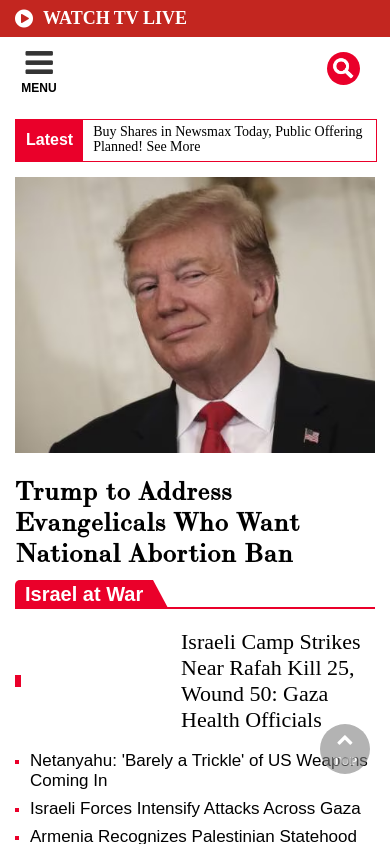 WATCH TV LIVE
MENU
Latest
Buy Shares in Newsmax Today, Public Offering
Planned! See More
Trump to Address
Evangelicals Who Want
National Abortion Ban
Israel at War
Israeli Camp Strikes
Near Rafah Kill 25,
Wound 50: Gaza
Health Officials
Netanyahu: 'Barely a Trickle' of US Weapons
Coming In
Israeli Forces Intensify Attacks Across Gaza
Armenia Recognizes Palestinian Statehood